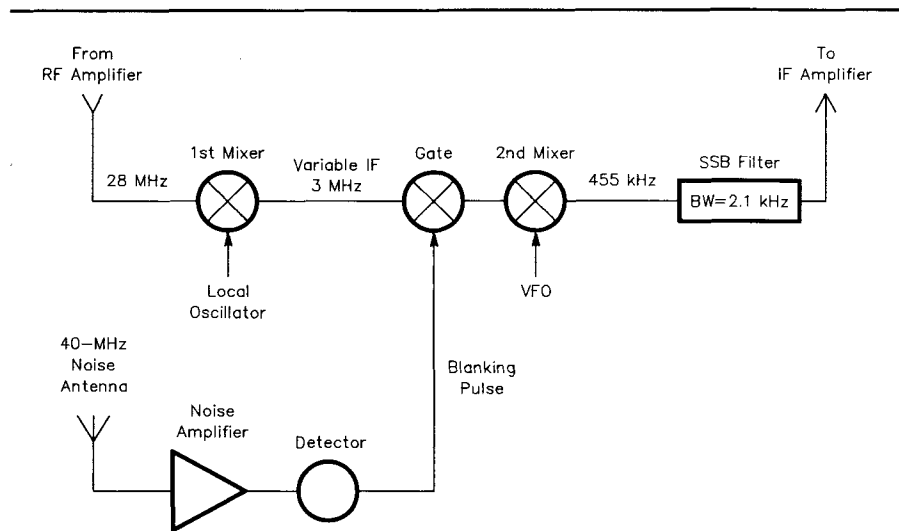 From
RF Amplifier
To
IF Amplifier
1st Mixer
Variable IF
3 MHz
Gate
2nd Mixer
SSB Filter
28 MHz
455 kHz
BW=2.1 kHz
Local
Oscillator
VFO
40-MHz
Noise
Antenna
Blanking
Pulse
Noise
Amplifier
Detector